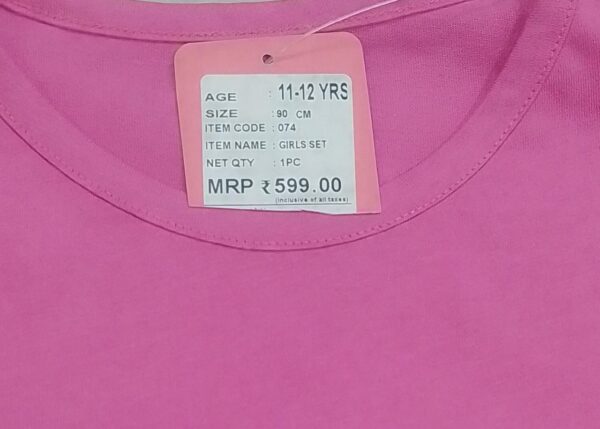 AGE : 11-12 YRS
SIZE : 90 CM
ITEM CODE : 074
ITEM NAME : GIRLS SET
NET QTY : 1PC
MRP ₹ 599.00
(inclusive of all taxes)